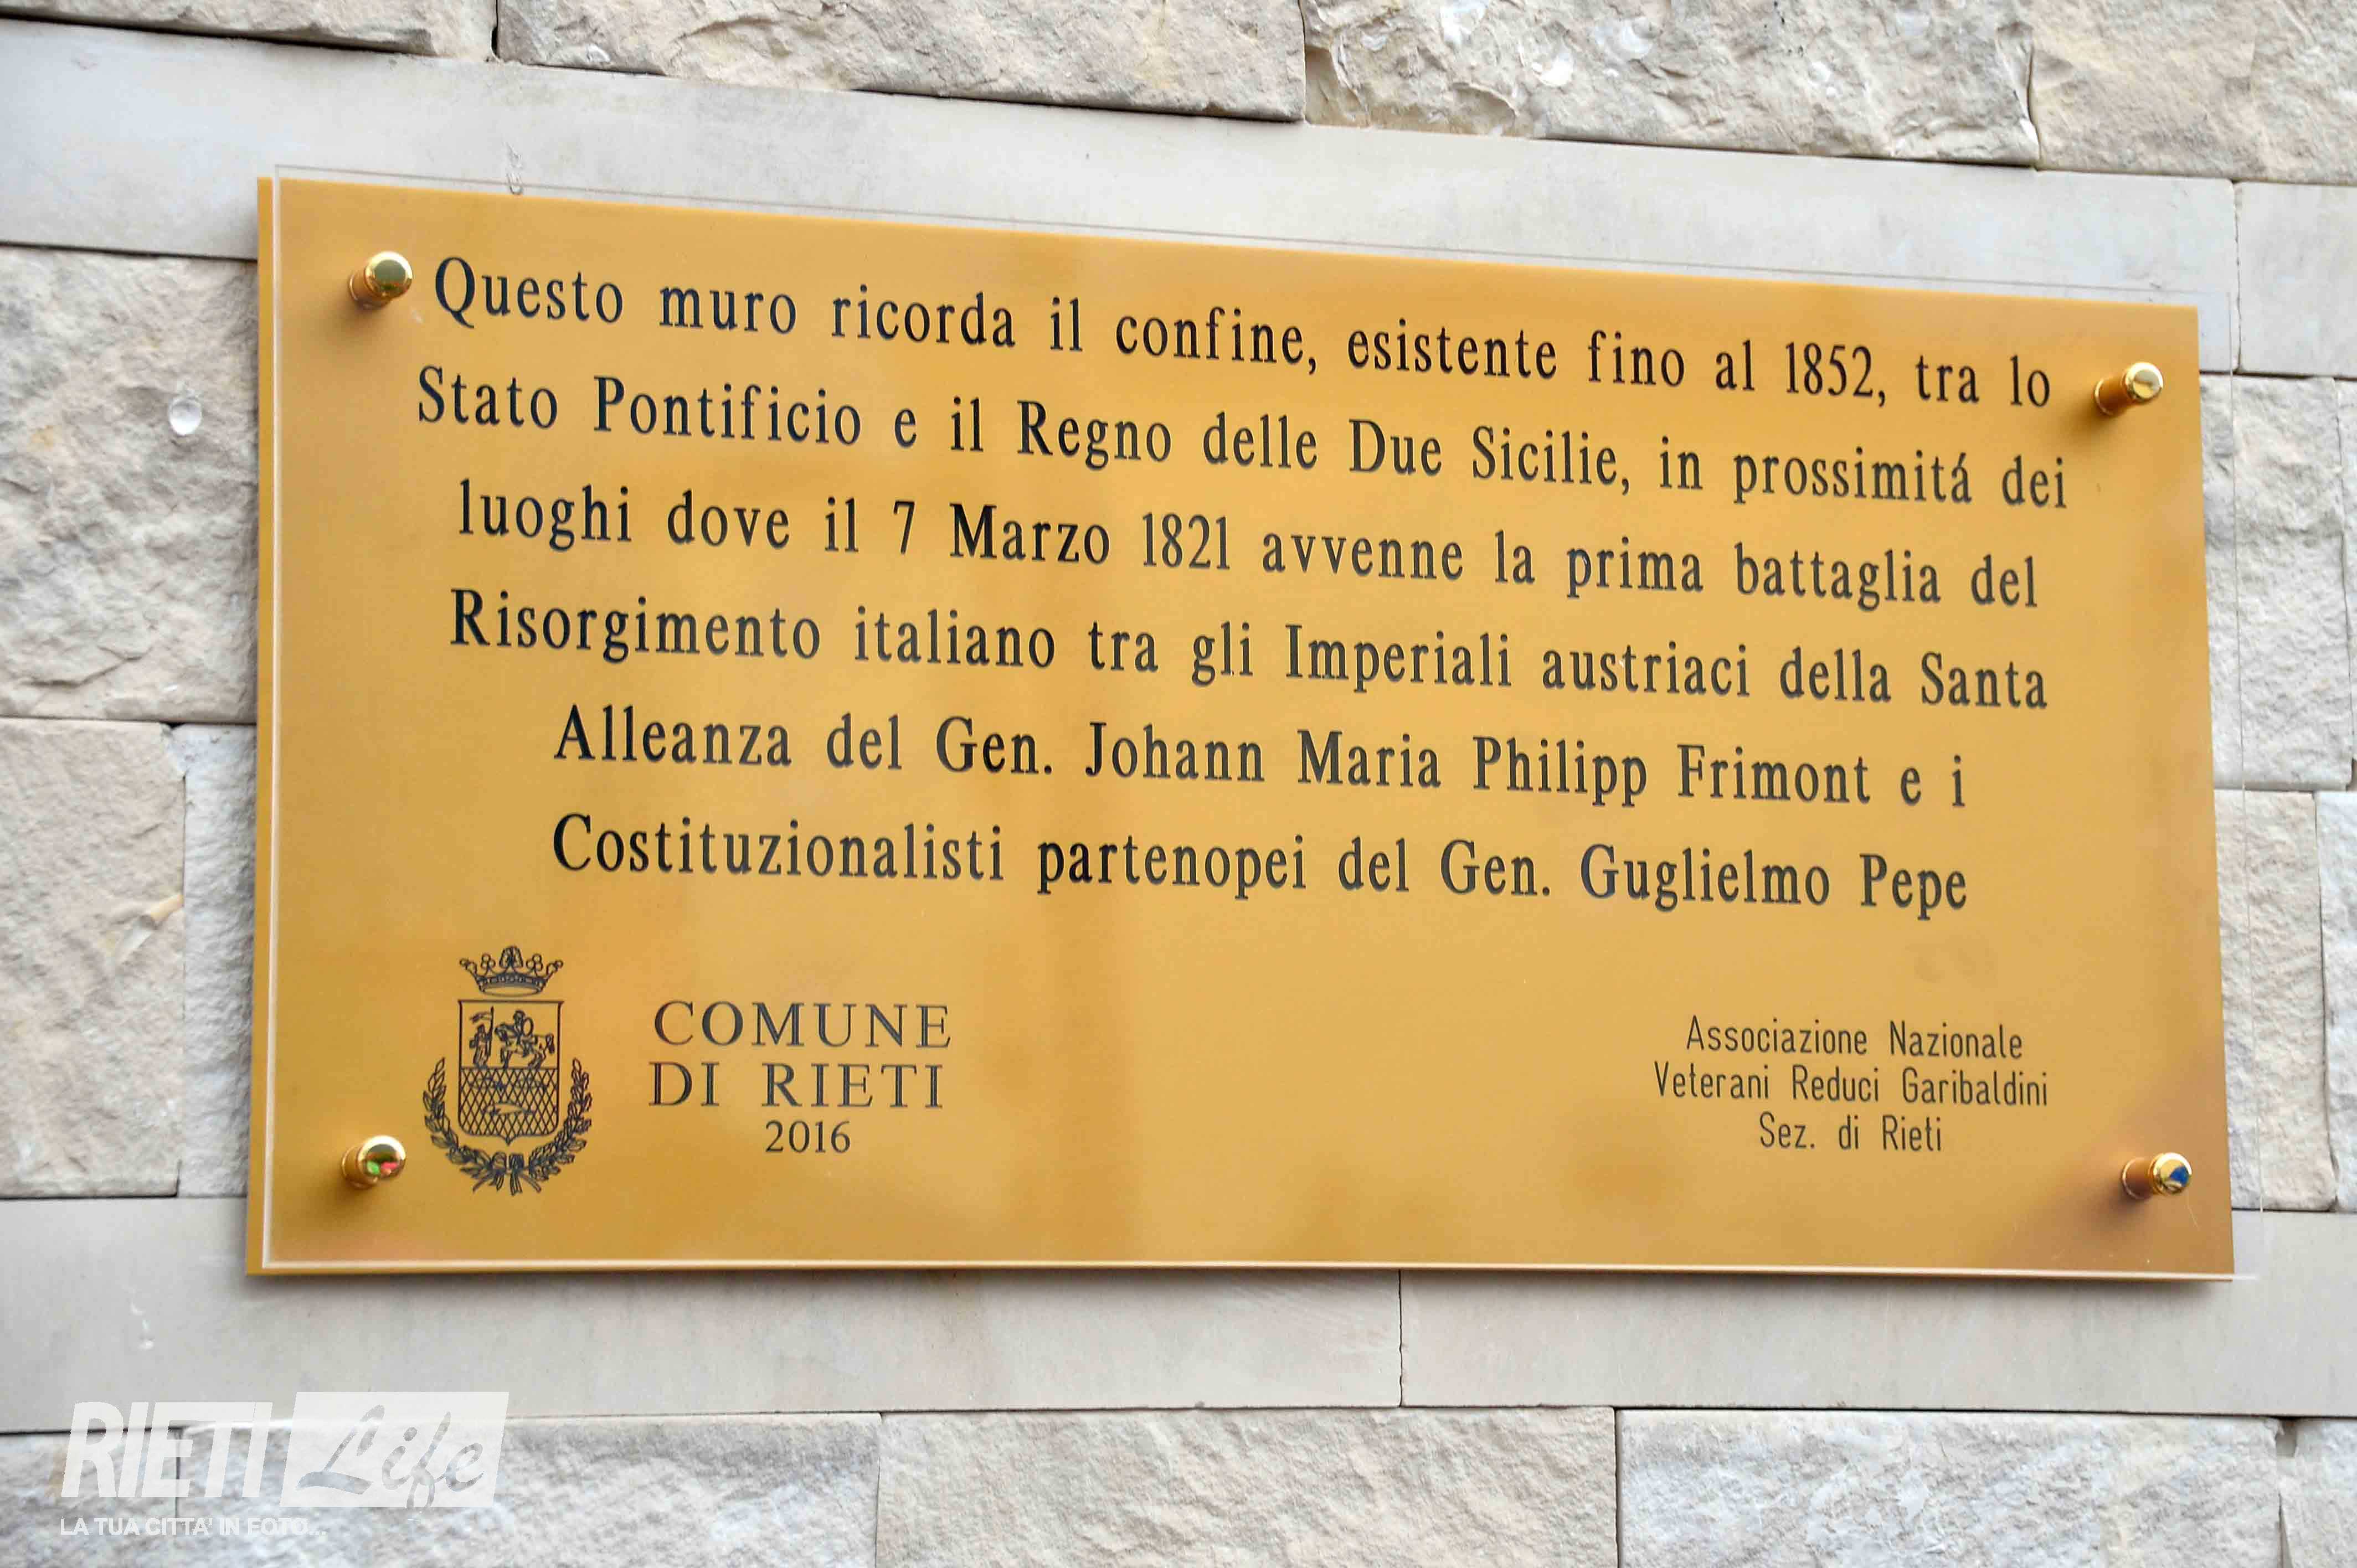 Questo muro ricorda il confine, esistente fino al 1852, tra lo
Stato Pontificio e il Regno delle Due Sicilie, in prossimitá dei
luoghi dove il 7 Marzo 1821 avvenne la prima battaglia del
Risorgimento italiano tra gli Imperiali austriaci della Santa
Alleanza del Gen. Johann Maria Philipp Frimont e i
Costituzionalisti partenopei del Gen. Guglielmo Pepe
COMUNE
DI RIETI
2016
Associazione Nazionale
Veterani Reduci Garibaldini
Sez. di Rieti
RIETI Life
LA TUA CITTA' IN FOTO...